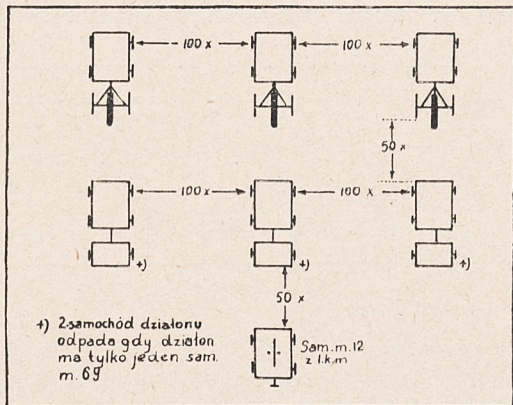 100 x 100 x
50 x
100 x 100 x
+) +) +)
50 x
+) 2-samochód działonu
odpada gdy działon
ma tylko jeden sam.
m. 69
Sam. m. 12
z l.k.m